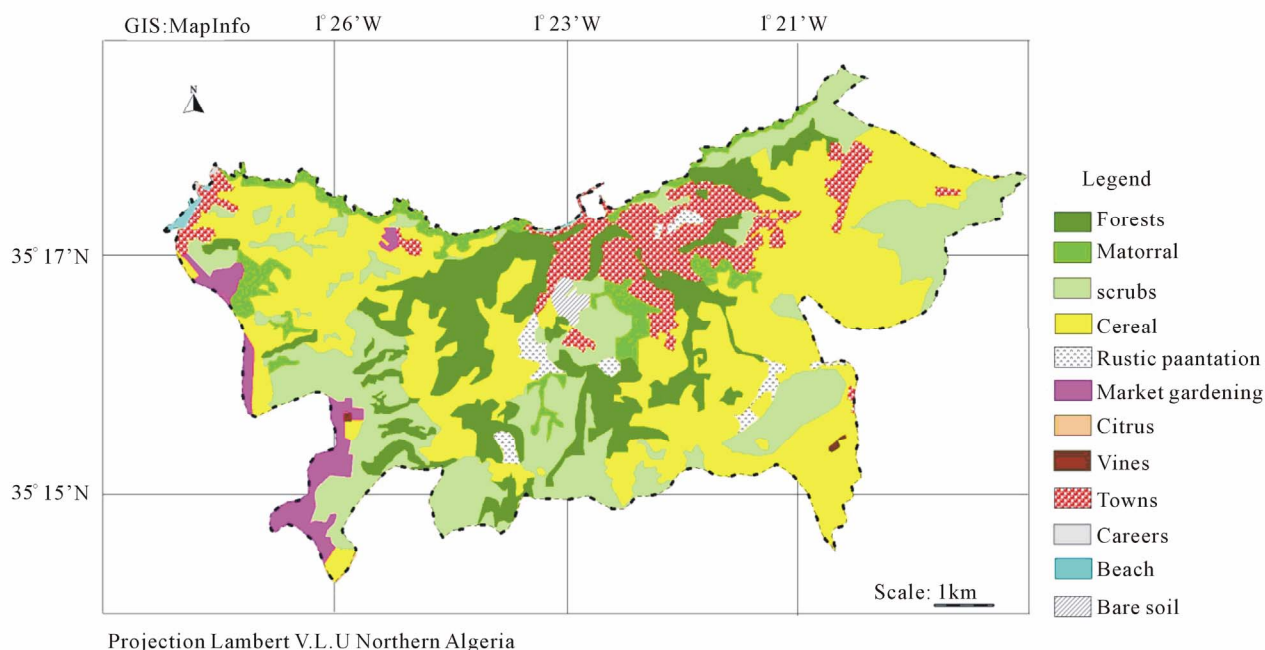 GIS:MapInfo
1°26’W
1°23’W
1°21’W
N
35°17’N
35°15’N
Legend
Forests
Matorral
scrubs
Cereal
Rustic paantation
Market gardening
Citrus
Vines
Towns
Careers
Beach
Bare soil
Scale: 1km
Projection Lambert V.L.U Northern Algeria